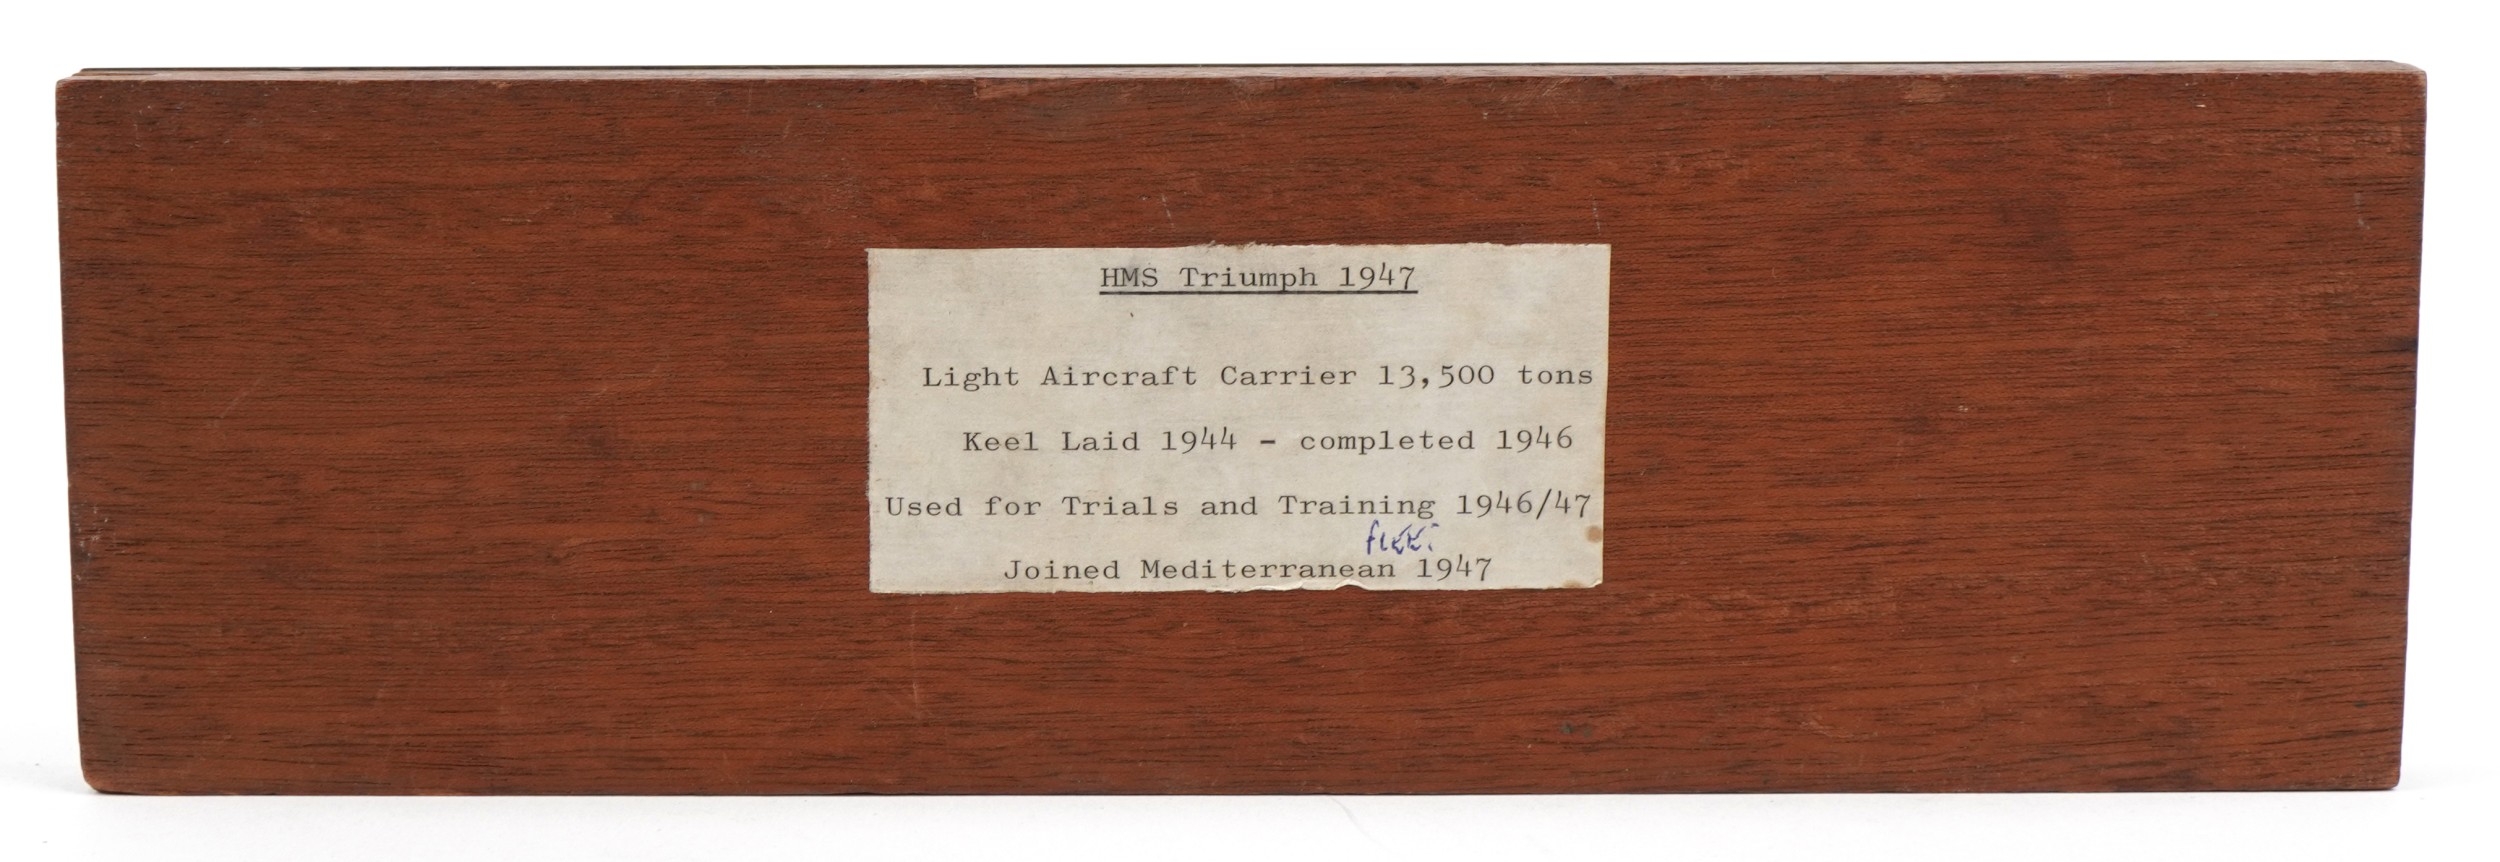 HMS Triumph 1947
Light Aircraft Carrier 13,500 tons
Keel Laid 1944 - completed 1946
Used for Trials and Training 1946/47
fleet
Joined Mediterranean 1947